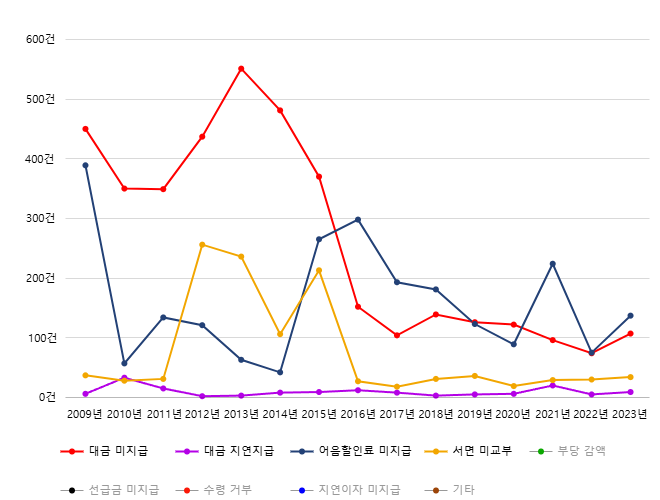 600건
500건
400건
300건
200건
100건
0건
2009년 2010년 2011년 2012년 2013년 2014년 2015년 2016년 2017년 2018년 2019년 2020년 2021년 2022년 2023년
대금 미지급 대금 지연지급 어음할인료 미지급 서면 미교부 부당 감액
선급금 미지급 수령 거부 지연이자 미지급 기타